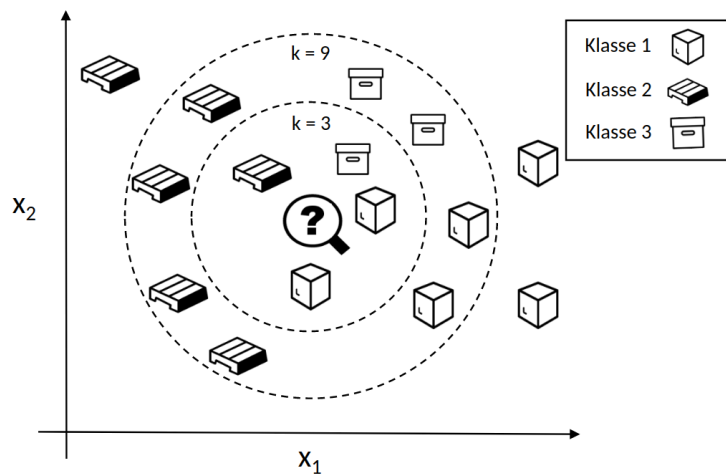 k = 9
k = 3
?
x₂
x₁
Klasse 1
Klasse 2
Klasse 3